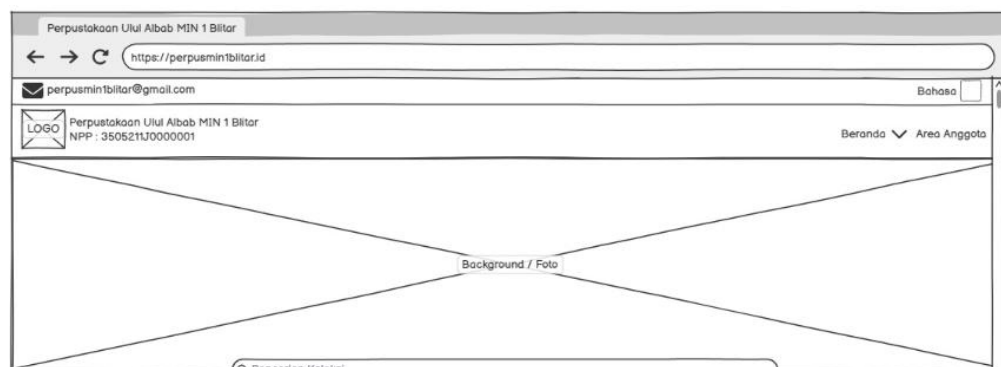 Perpustakaan Ulul Albab MIN 1 Blitar
https://perpusmin1blitar.id
perpusmin1blitar@gmail.com
Bahasa
LOGO
Perpustakaan Ulul Albab MIN 1 Blitar
NPP : 3505211J0000001
Beranda
Area Anggota
Background / Foto